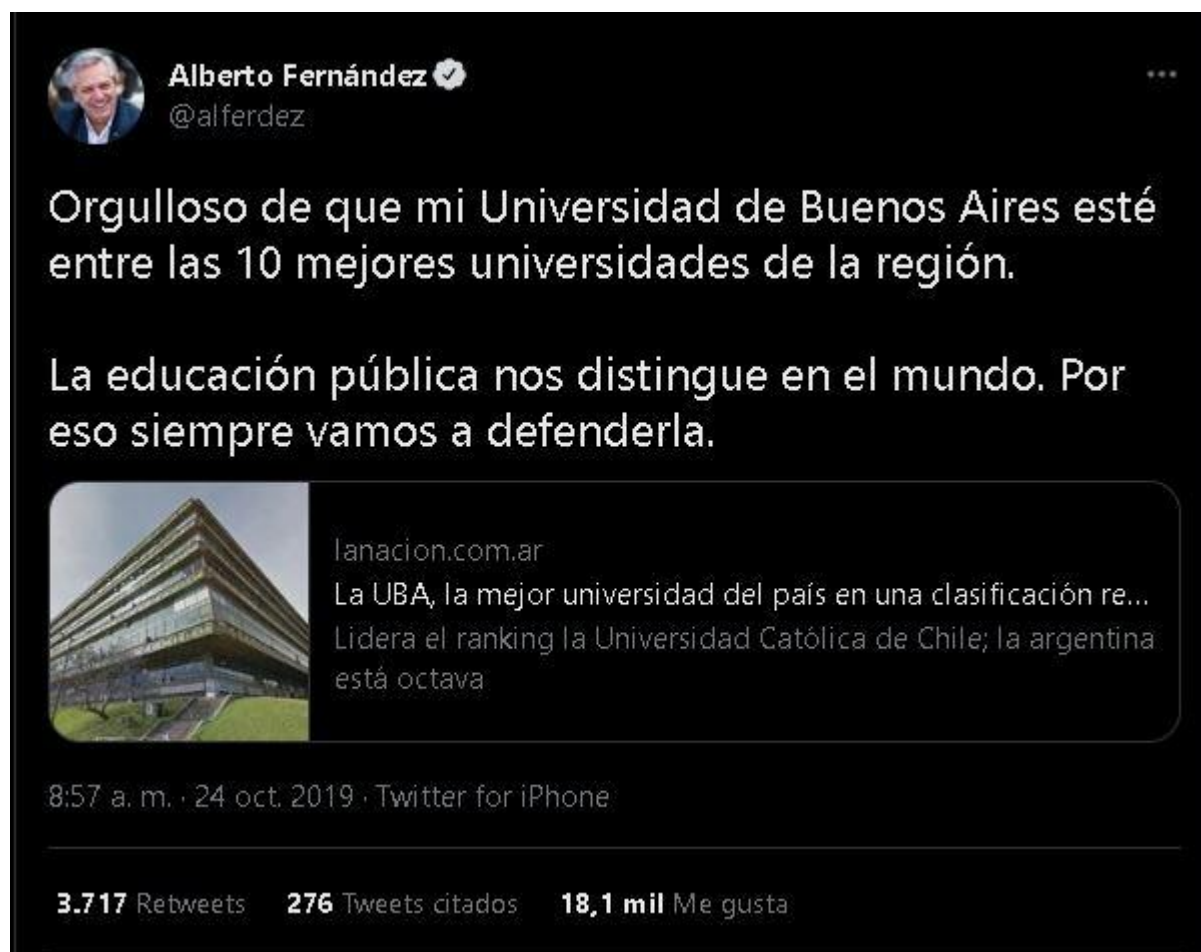 Alberto Fernández
@alferdez
Orgulloso de que mi Universidad de Buenos Aires esté
entre las 10 mejores universidades de la región.
La educación pública nos distingue en el mundo. Por
eso siempre vamos a defenderla.
lanacion.com.ar
La UBA, la mejor universidad del país en una clasificación re...
Lidera el ranking la Universidad Católica de Chile; la argentina
está octava
8:57 a. m. · 24 oct. 2019 · Twitter for iPhone
3.717 Retweets 276 Tweets citados 18,1 mil Me gusta